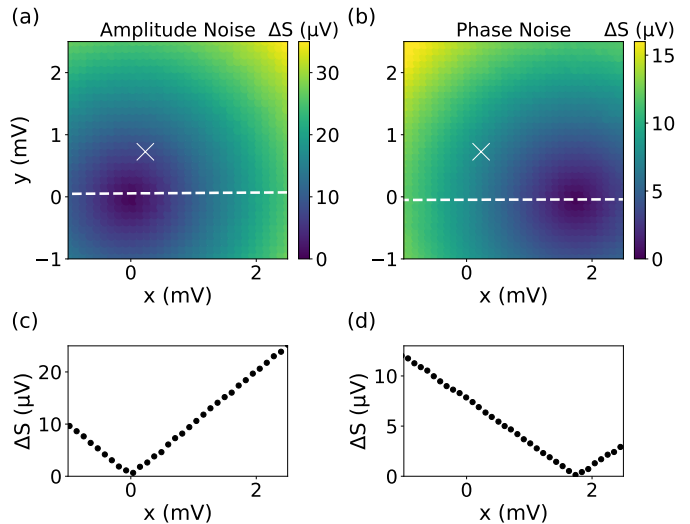 (a)
Amplitude Noise ΔS (μV)
30
20
10
0
2
1
0
−1
y (mV)
0
2
x (mV)
(b)
Phase Noise ΔS (μV)
15
10
5
0
2
1
0
−1
0
2
x (mV)
(c)
20
10
0
ΔS (μV)
0
2
x (mV)
(d)
10
5
0
ΔS (μV)
0
2
x (mV)